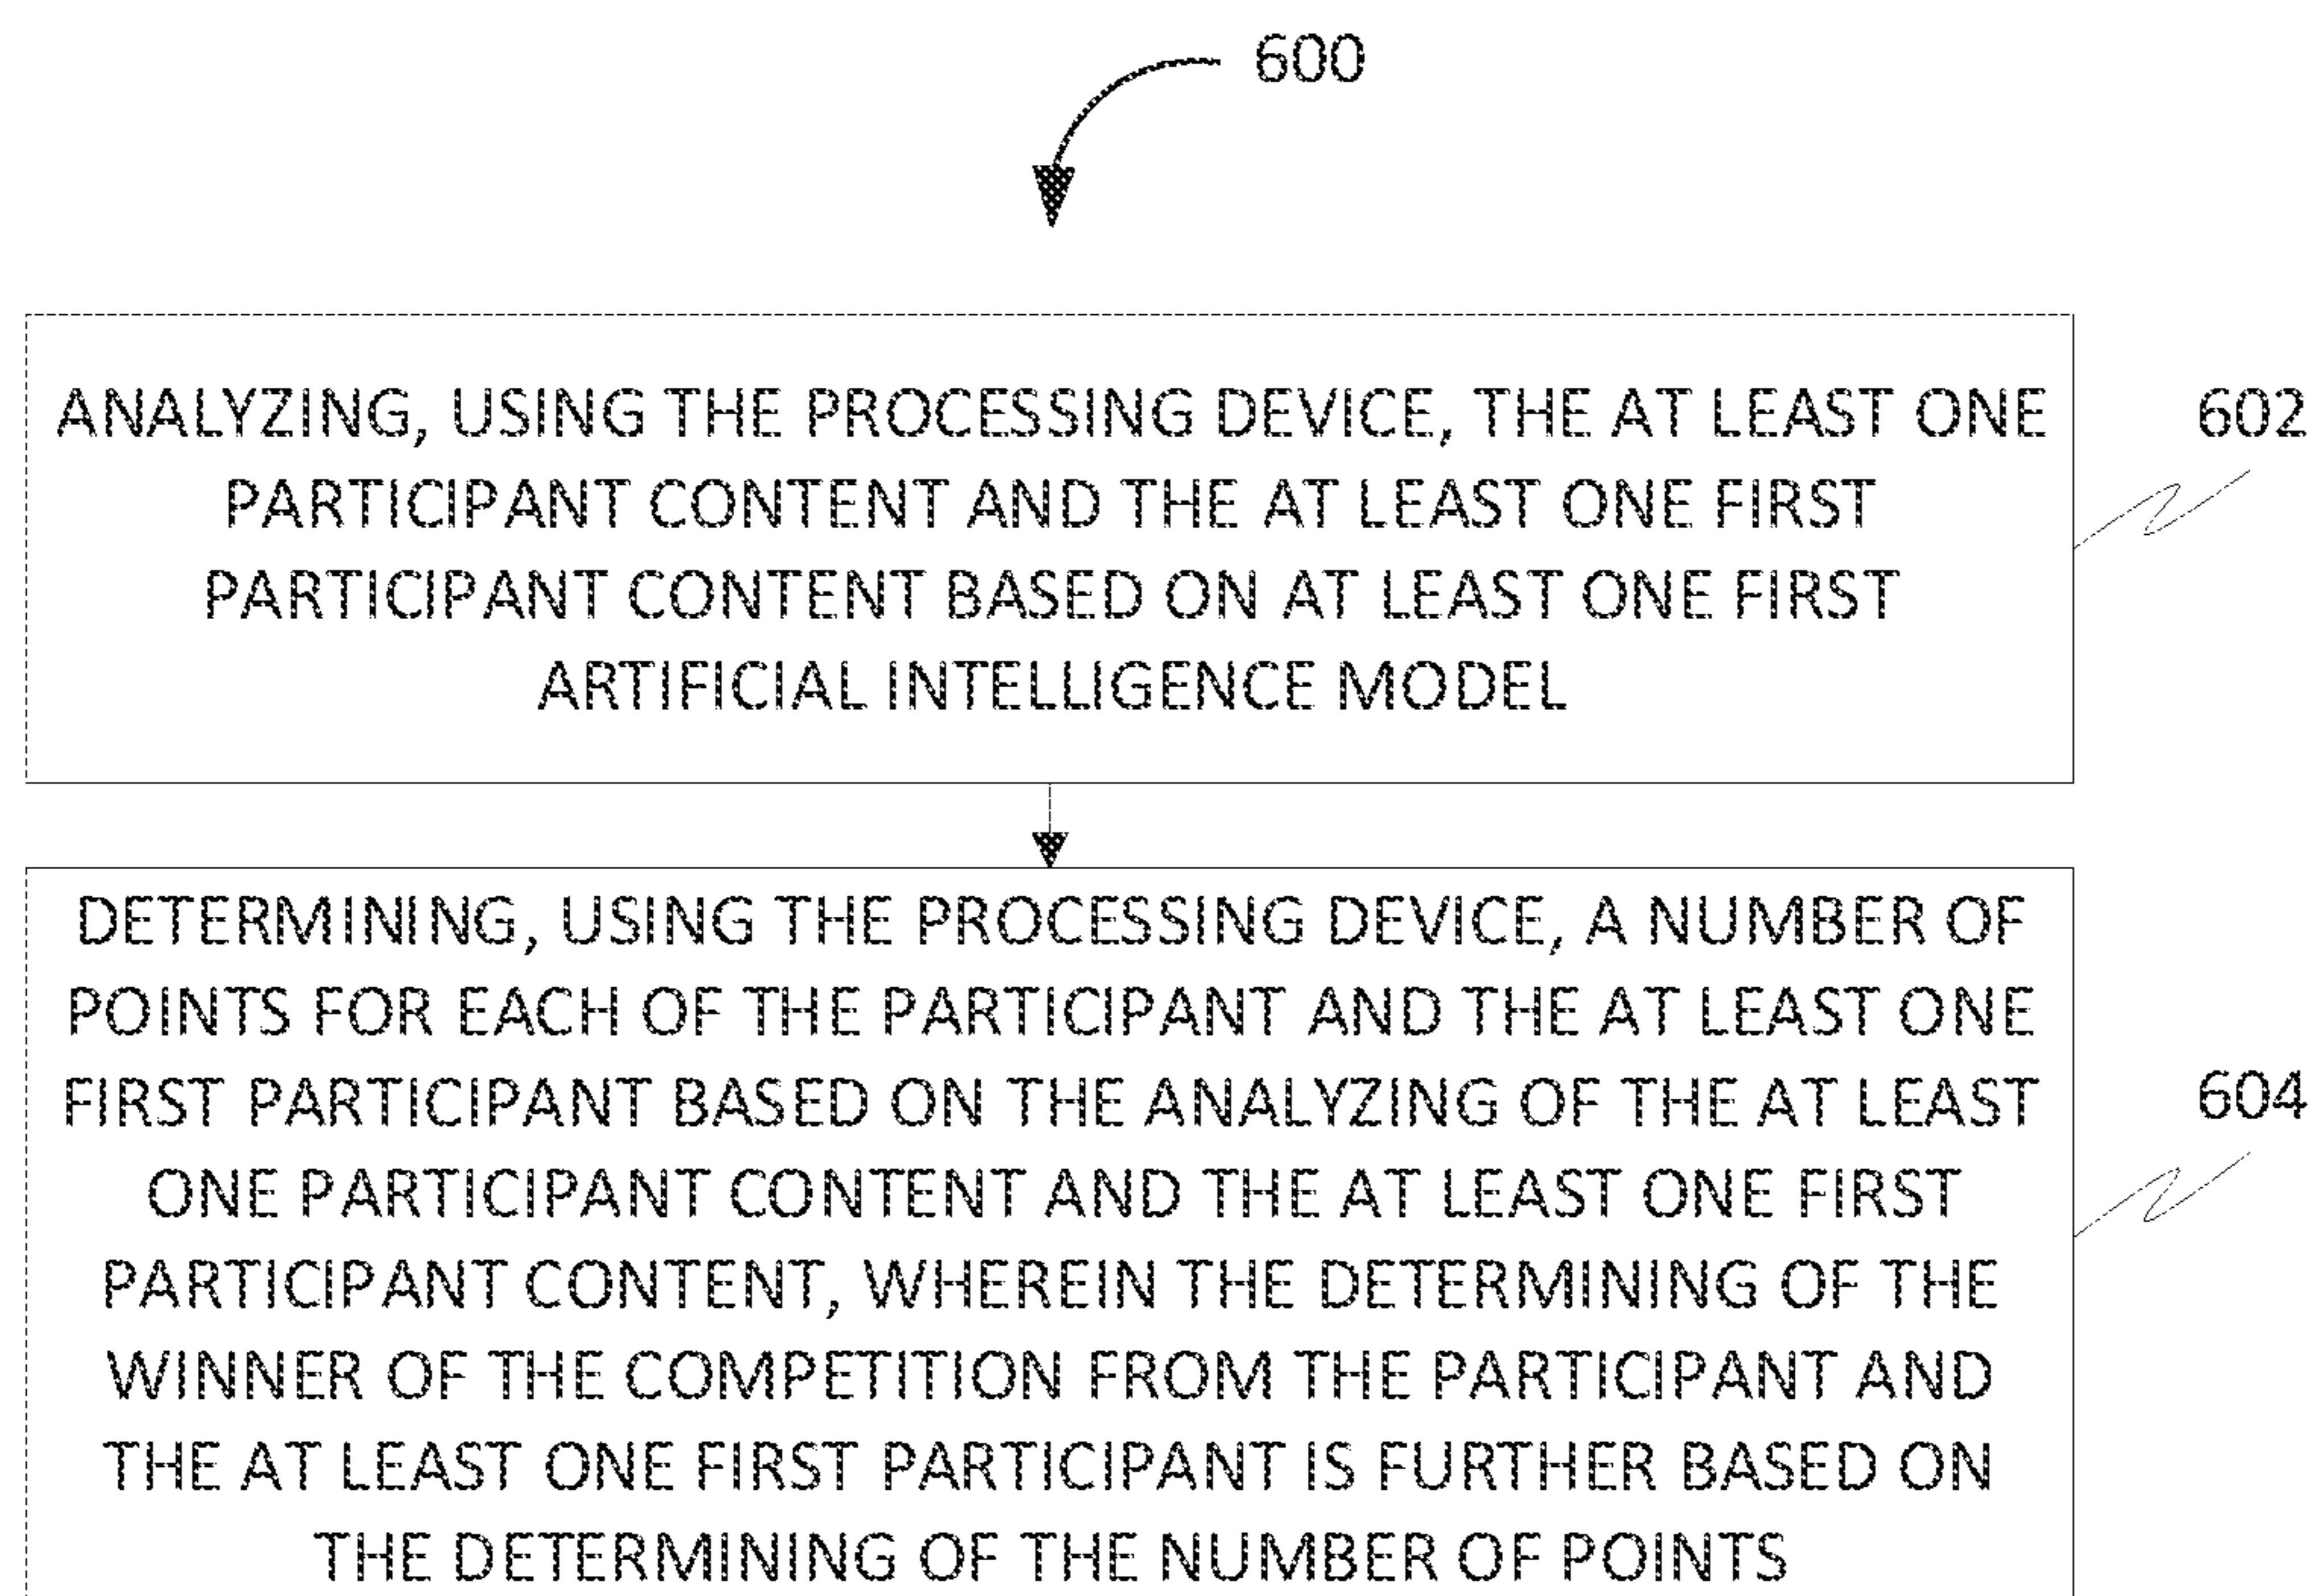 600
ANALYZING, USING THE PROCESSING DEVICE, THE AT LEAST ONE
PARTICIPANT CONTENT AND THE AT LEAST ONE FIRST
PARTICIPANT CONTENT BASED ON AT LEAST ONE FIRST
ARTIFICIAL INTELLIGENCE MODEL
602
DETERMINING, USING THE PROCESSING DEVICE, A NUMBER OF
POINTS FOR EACH OF THE PARTICIPANT AND THE AT LEAST ONE
FIRST PARTICIPANT BASED ON THE ANALYZING OF THE AT LEAST
ONE PARTICIPANT CONTENT AND THE AT LEAST ONE FIRST
PARTICIPANT CONTENT, WHEREIN THE DETERMINING OF THE
WINNER OF THE COMPETITION FROM THE PARTICIPANT AND
THE AT LEAST ONE FIRST PARTICIPANT IS FURTHER BASED ON
THE DETERMINING OF THE NUMBER OF POINTS
604